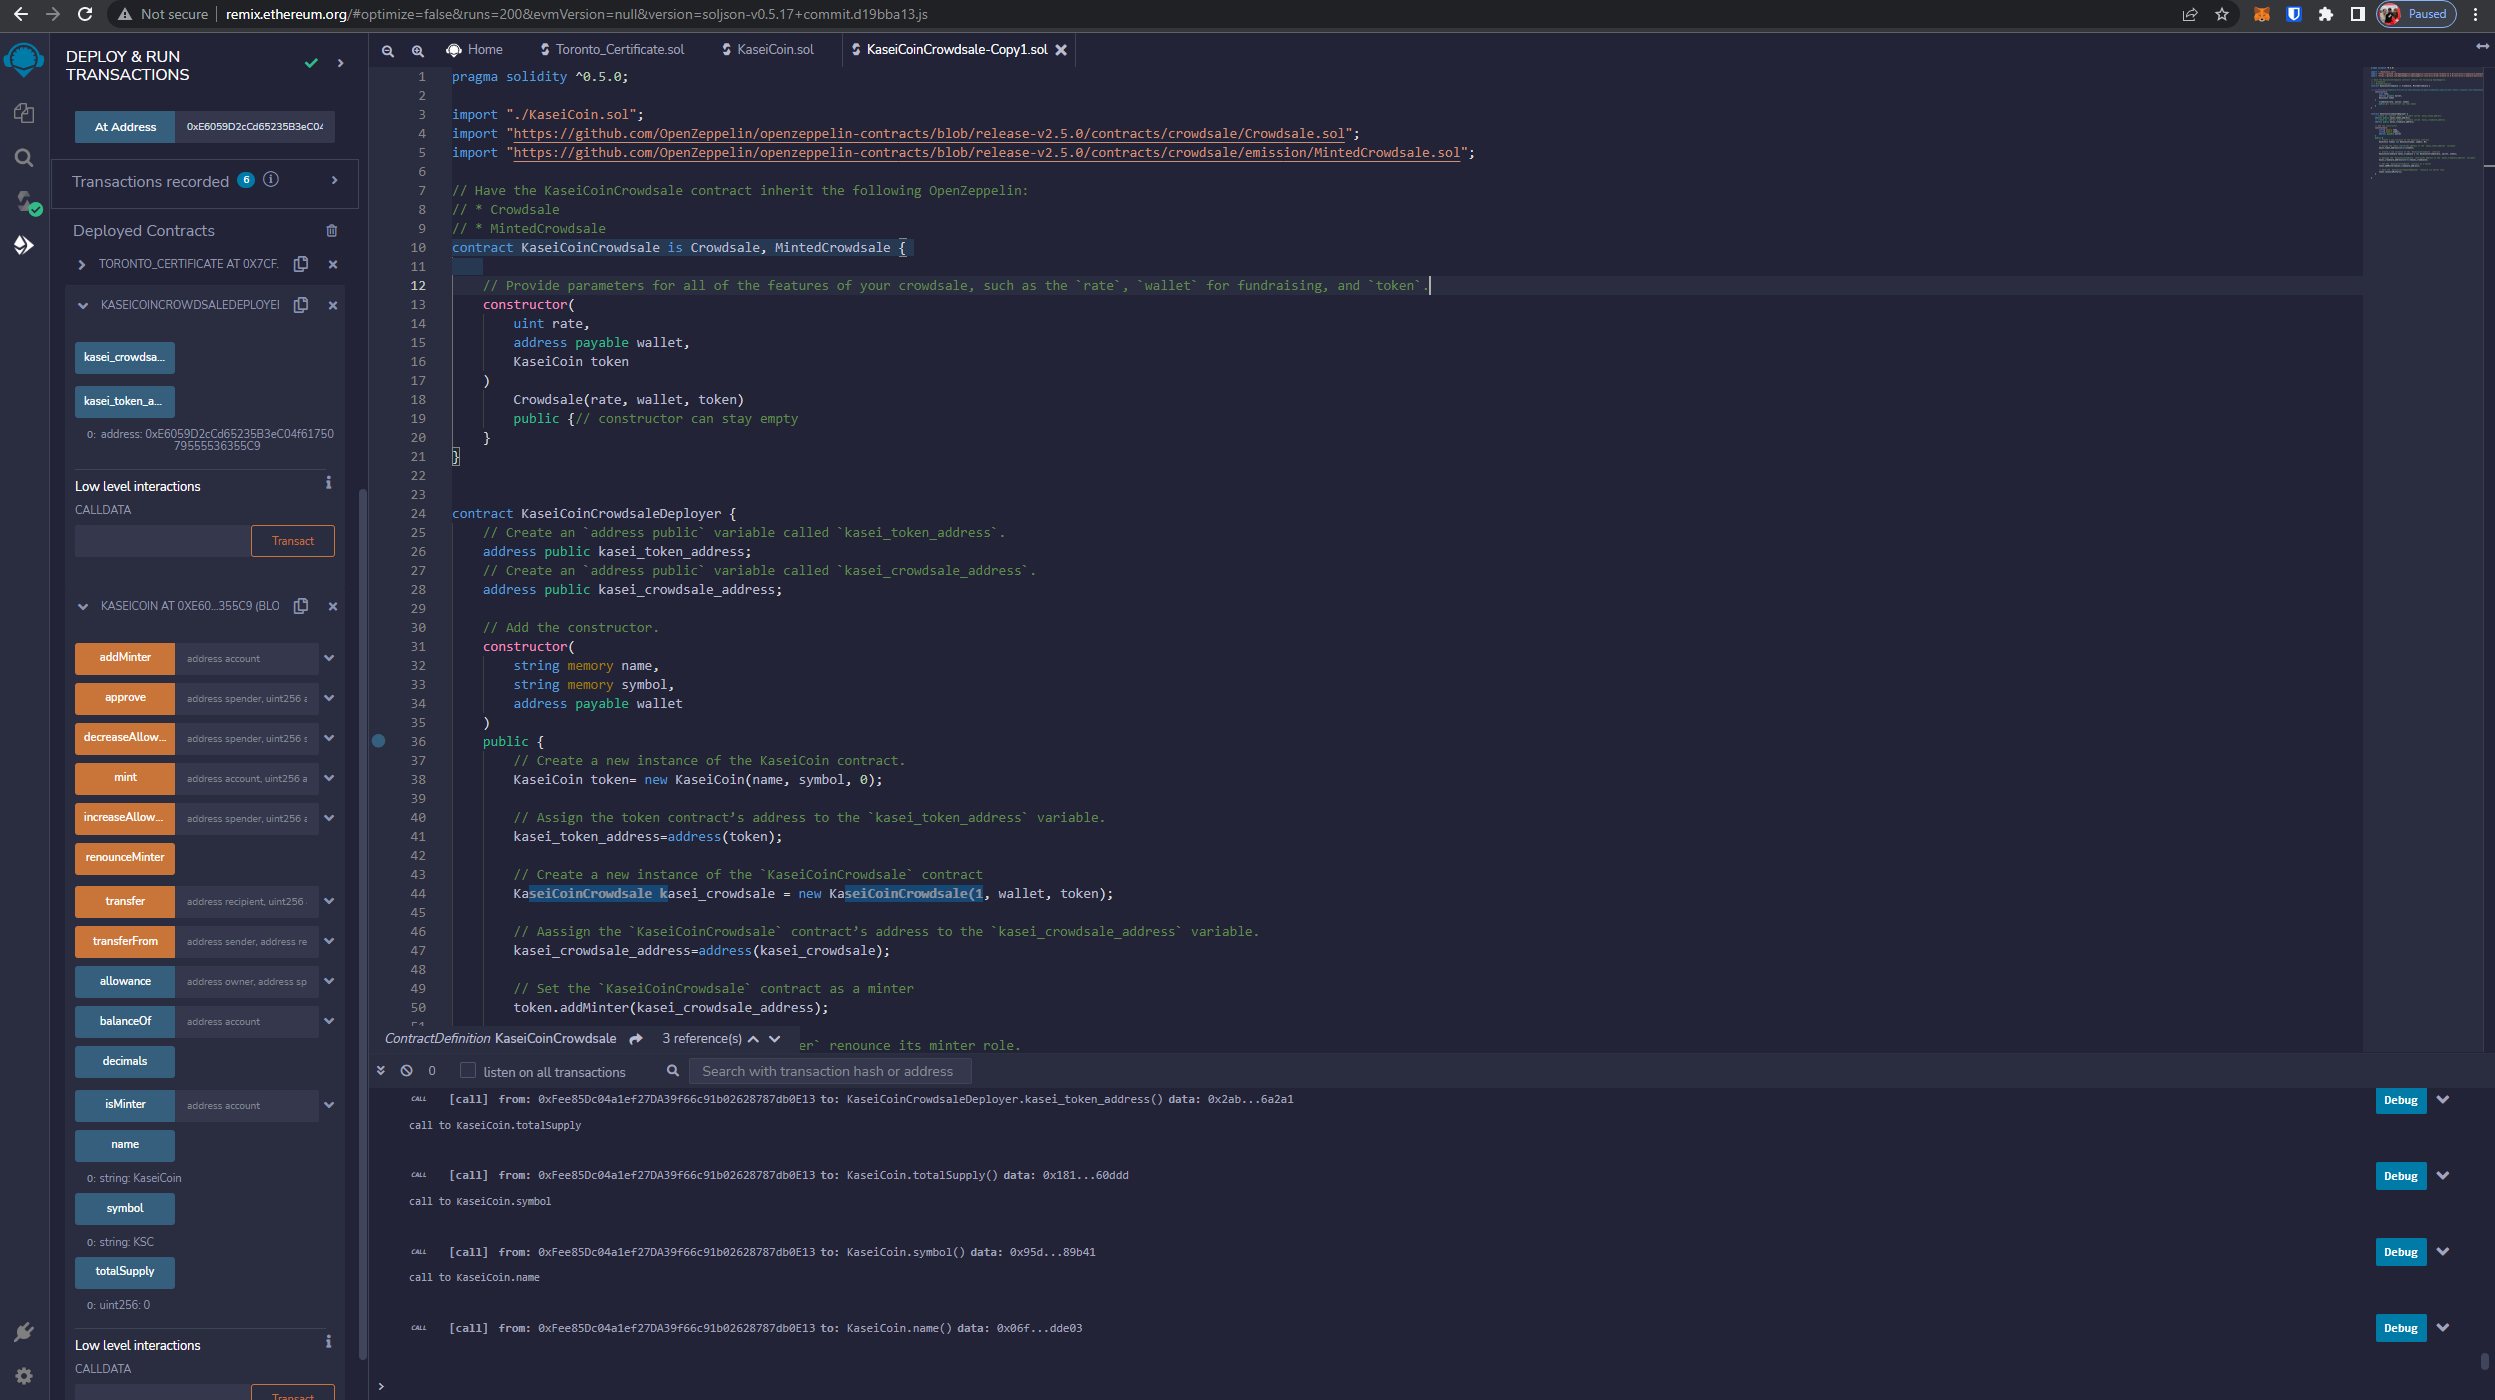 Not secure | remix.ethereum.org/#optimize=false&runs=200&evmVersion=null&version=soljson-v0.5.17+commit.d19bba13.js
Paused
DEPLOY & RUN
TRANSACTIONS
At Address 0xE6059D2cCd65235B3eC04
Transactions recorded 6
Deployed Contracts
TORONTO_CERTIFICATE AT 0X7CF.
KASEICOINCROWDSALEDEPLOYEI
kasei_crowdsa...
kasei_token_a...
0: address: 0xE6059D2cCd65235B3eC04f61750
79555536355C9
Low level interactions
CALLDATA
Transact
KASEICOIN AT 0XE60...355C9 (BLO
addMinter address account
approve address spender, uint256 a
decreaseAllow... address spender, uint256 s
mint address account, uint256 a
increaseAllow... address spender, uint256 a
renounceMinter
transfer address recipient, uint256
transferFrom address sender, address re
allowance address owner, address sp
balanceOf address account
decimals
isMinter address account
name
0: string: KaseiCoin
symbol
0: string: KSC
totalSupply
0: uint256: 0
Low level interactions
CALLDATA
Transact
Home Toronto_Certificate.sol KaseiCoin.sol KaseiCoinCrowdsale-Copy1.sol
1 pragma solidity ^0.5.0;
2
3 import "./KaseiCoin.sol";
4 import "https://github.com/OpenZeppelin/openzeppelin-contracts/blob/release-v2.5.0/contracts/crowdsale/Crowdsale.sol";
5 import "https://github.com/OpenZeppelin/openzeppelin-contracts/blob/release-v2.5.0/contracts/crowdsale/emission/MintedCrowdsale.sol";
6
7 // Have the KaseiCoinCrowdsale contract inherit the following OpenZeppelin:
8 // * Crowdsale
9 // * MintedCrowdsale
10 contract KaseiCoinCrowdsale is Crowdsale, MintedCrowdsale {
11
12 // Provide parameters for all of the features of your crowdsale, such as the `rate`, `wallet` for fundraising, and `token`.
13 constructor(
14 uint rate,
15 address payable wallet,
16 KaseiCoin token
17 )
18 Crowdsale(rate, wallet, token)
19 public {// constructor can stay empty
20 }
21 }
22
23
24 contract KaseiCoinCrowdsaleDeployer {
25 // Create an `address public` variable called `kasei_token_address`.
26 address public kasei_token_address;
27 // Create an `address public` variable called `kasei_crowdsale_address`.
28 address public kasei_crowdsale_address;
29
30 // Add the constructor.
31 constructor(
32 string memory name,
33 string memory symbol,
34 address payable wallet
35 )
36 public {
37 // Create a new instance of the KaseiCoin contract.
38 KaseiCoin token= new KaseiCoin(name, symbol, 0);
39
40 // Assign the token contract’s address to the `kasei_token_address` variable.
41 kasei_token_address=address(token);
42
43 // Create a new instance of the `KaseiCoinCrowdsale` contract
44 KaseiCoinCrowdsale kasei_crowdsale = new KaseiCoinCrowdsale(1, wallet, token);
45
46 // Aassign the `KaseiCoinCrowdsale` contract’s address to the `kasei_crowdsale_address` variable.
47 kasei_crowdsale_address=address(kasei_crowdsale);
48
49 // Set the `KaseiCoinCrowdsale` contract as a minter
50 token.addMinter(kasei_crowdsale_address);
51
ContractDefinition KaseiCoinCrowdsale 3 reference(s) er` renounce its minter role.
0 listen on all transactions Search with transaction hash or address
CALL [call] from: 0xFee85Dc04a1ef27DA39f66c91b02628787db0E13 to: KaseiCoinCrowdsaleDeployer.kasei_token_address() data: 0x2ab...6a2a1 Debug
call to KaseiCoin.totalSupply
CALL [call] from: 0xFee85Dc04a1ef27DA39f66c91b02628787db0E13 to: KaseiCoin.totalSupply() data: 0x181...60ddd Debug
call to KaseiCoin.symbol
CALL [call] from: 0xFee85Dc04a1ef27DA39f66c91b02628787db0E13 to: KaseiCoin.symbol() data: 0x95d...89b41 Debug
call to KaseiCoin.name
CALL [call] from: 0xFee85Dc04a1ef27DA39f66c91b02628787db0E13 to: KaseiCoin.name() data: 0x06f...dde03 Debug
>